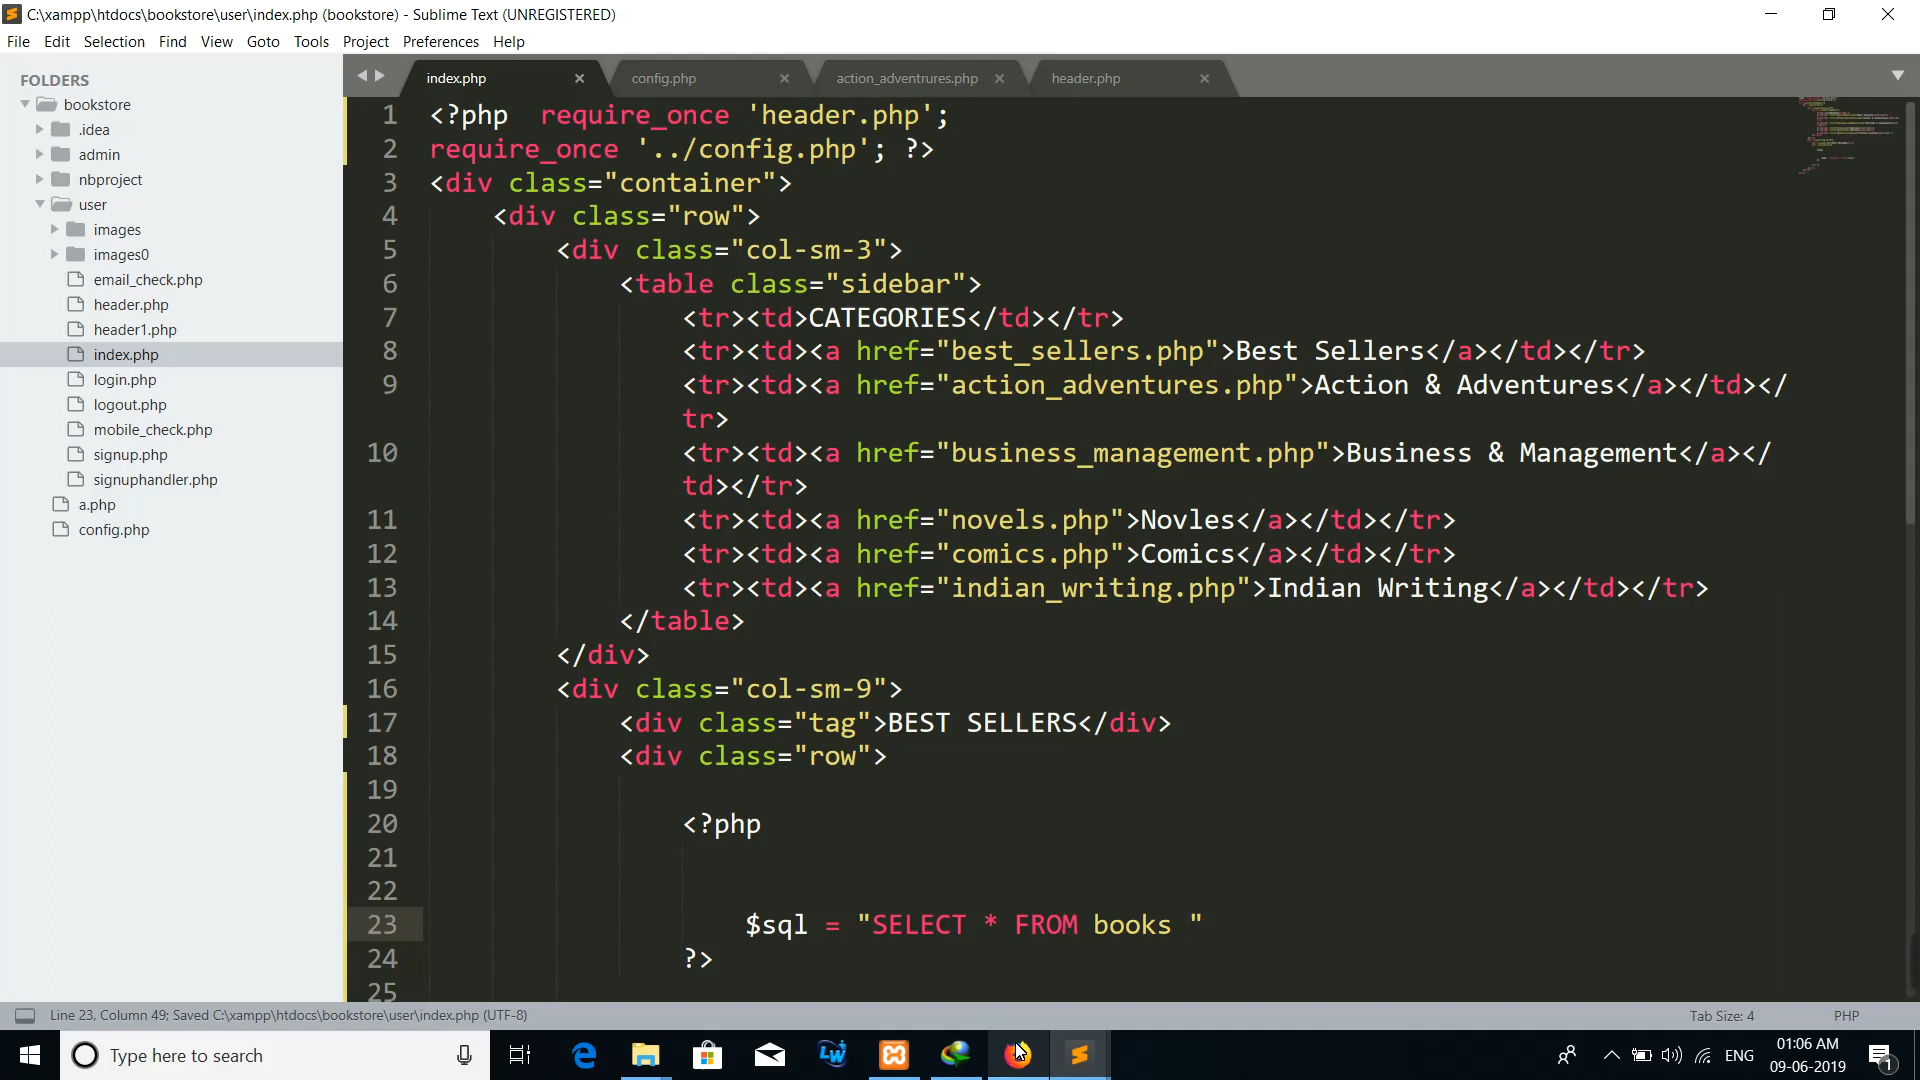 C:\xampp\htdocs\bookstore\user\index.php (bookstore) - Sublime Text (UNREGISTERED)
File Edit Selection Find View Goto Tools Project Preferences Help
FOLDERS
bookstore
.idea
admin
nbproject
user
images
images0
email_check.php
header.php
header1.php
index.php
login.php
logout.php
mobile_check.php
signup.php
signuphandler.php
a.php
config.php
index.php config.php action_adventrures.php header.php
1 <?php  require_once 'header.php';
2 require_once '../config.php'; ?>
3 <div class="container">
4 <div class="row">
5 <div class="col-sm-3">
6 <table class="sidebar">
7 <tr><td>CATEGORIES</td></tr>
8 <tr><td><a href="best_sellers.php">Best Sellers</a></td></tr>
9 <tr><td><a href="action_adventures.php">Action & Adventures</a></td></
tr>
10 <tr><td><a href="business_management.php">Business & Management</a></
td></tr>
11 <tr><td><a href="novels.php">Novles</a></td></tr>
12 <tr><td><a href="comics.php">Comics</a></td></tr>
13 <tr><td><a href="indian_writing.php">Indian Writing</a></td></tr>
14 </table>
15 </div>
16 <div class="col-sm-9">
17 <div class="tag">BEST SELLERS</div>
18 <div class="row">
19
20 <?php
21
22
23 $sql = "SELECT * FROM books "
24 ?>
25
Line 23, Column 49; Saved C:\xampp\htdocs\bookstore\user\index.php (UTF-8) Tab Size: 4 PHP
Type here to search
ENG
01:06 AM
09-06-2019
1